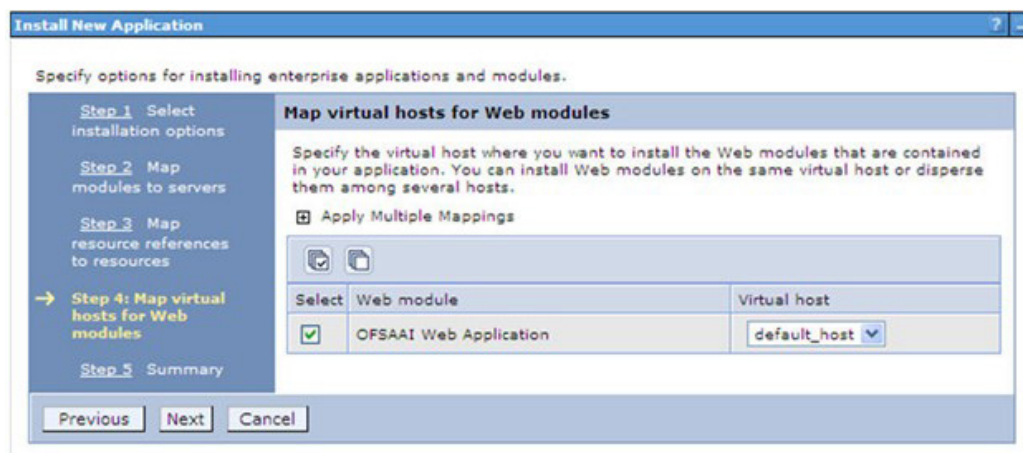 Install New Application
?
Specify options for installing enterprise applications and modules.
Step 1 Select
installation options
Step 2 Map
modules to servers
Step 3 Map
resource references
to resources
Step 4: Map virtual
hosts for Web
modules
Step 5 Summary
Map virtual hosts for Web modules
Specify the virtual host where you want to install the Web modules that are contained
in your application. You can install Web modules on the same virtual host or disperse
them among several hosts.
Apply Multiple Mappings
Select Web module Virtual host
OFSAAI Web Application default_host
Previous Next Cancel